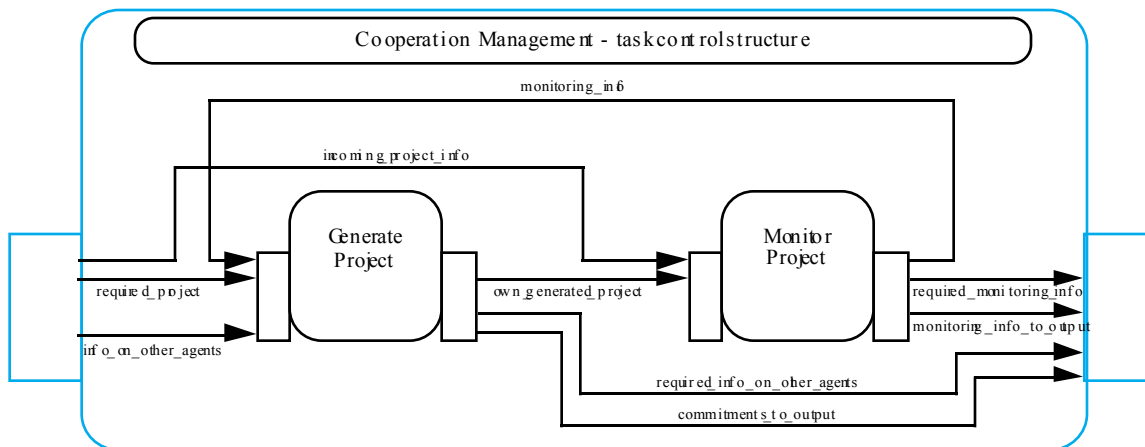 Cooperation Management - task control structure
monitoring_info
incoming_project_info
Generate
Project
Monitor
Project
required_project
own_generated_project
required_monitoring_info
monitoring_info_to_output
info_on_other_agents
required_info_on_other_agents
commitments_to_output